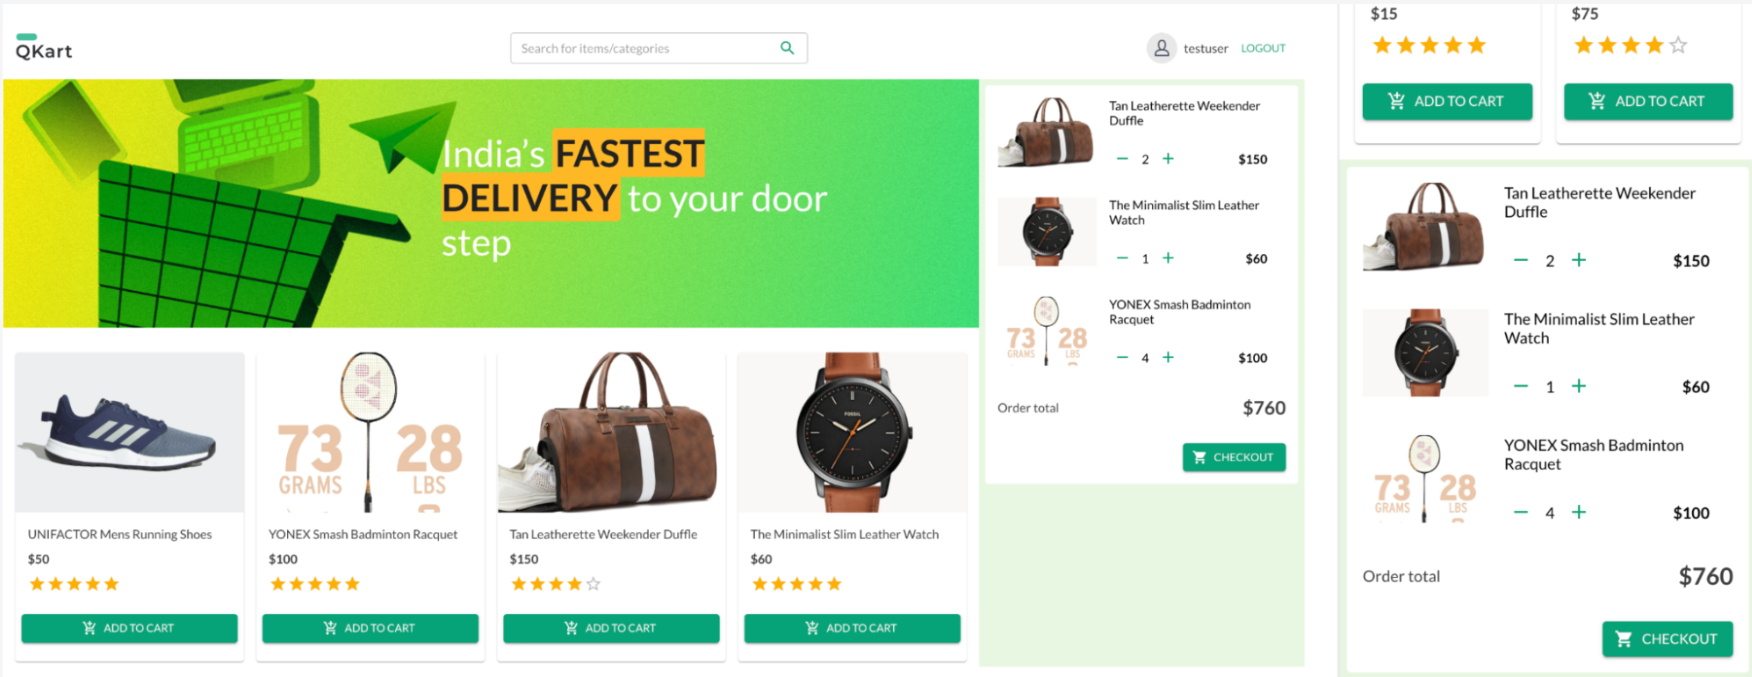 QKart
Search for items/categories
testuser LOGOUT
India's FASTEST
DELIVERY to your door
step
UNIFACTOR Mens Running Shoes
$50
ADD TO CART
73 28
GRAMS LBS
YONEX Smash Badminton Racquet
$100
ADD TO CART
Tan Leatherette Weekender Duffle
$150
ADD TO CART
FOSSIL
The Minimalist Slim Leather Watch
$60
ADD TO CART
Tan Leatherette Weekender
Duffle
− 2 + $150
The Minimalist Slim Leather
Watch
− 1 + $60
73 28
GRAMS LBS
YONEX Smash Badminton
Racquet
− 4 + $100
Order total $760
CHECKOUT
$15
ADD TO CART
$75
ADD TO CART
Tan Leatherette Weekender
Duffle
− 2 + $150
The Minimalist Slim Leather
Watch
− 1 + $60
73 28
GRAMS LBS
YONEX Smash Badminton
Racquet
− 4 + $100
Order total $760
CHECKOUT